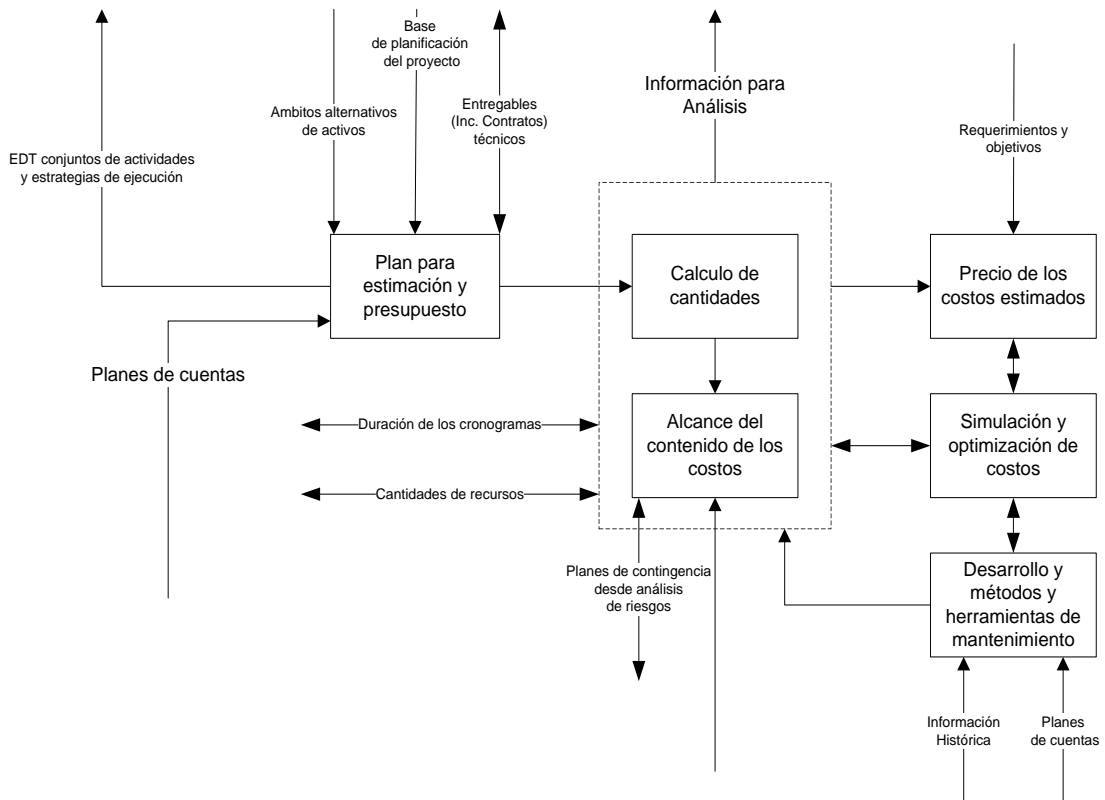 Base
de planificación
del proyecto
Ambitos alternativos
de activos
Entregables
(Inc. Contratos)
técnicos
Información para
Análisis
Requerimientos y
objetivos
EDT conjuntos de actividades
y estrategias de ejecución
Plan para
estimación y
presupuesto
Calculo de
cantidades
Precio de los
costos estimados
Planes de cuentas
Duración de los cronogramas
Cantidades de recursos
Alcance del
contenido de los
costos
Simulación y
optimización de
costos
Planes de contingencia
desde análisis
de riesgos
Desarrollo y
métodos y
herramientas de
mantenimiento
Información
Histórica
Planes
de cuentas